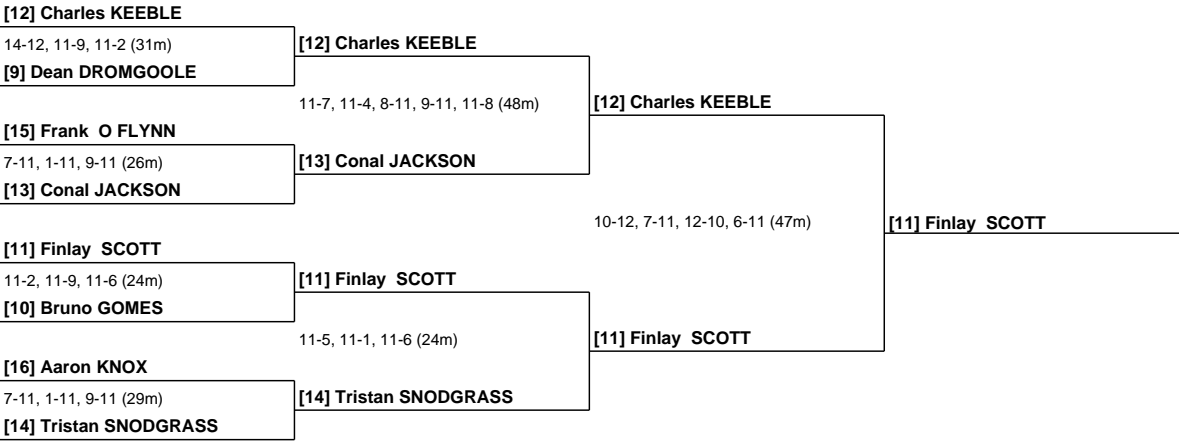 [12] Charles KEEBLE
14-12, 11-9, 11-2 (31m)
[9] Dean DROMGOOLE
[12] Charles KEEBLE
11-7, 11-4, 8-11, 9-11, 11-8 (48m)
[12] Charles KEEBLE
[15] Frank  O FLYNN
7-11, 1-11, 9-11 (26m)
[13] Conal JACKSON
[13] Conal JACKSON
10-12, 7-11, 12-10, 6-11 (47m)
[11] Finlay  SCOTT
[11] Finlay  SCOTT
11-2, 11-9, 11-6 (24m)
[10] Bruno GOMES
[11] Finlay  SCOTT
11-5, 11-1, 11-6 (24m)
[11] Finlay  SCOTT
[16] Aaron KNOX
7-11, 1-11, 9-11 (29m)
[14] Tristan SNODGRASS
[14] Tristan SNODGRASS